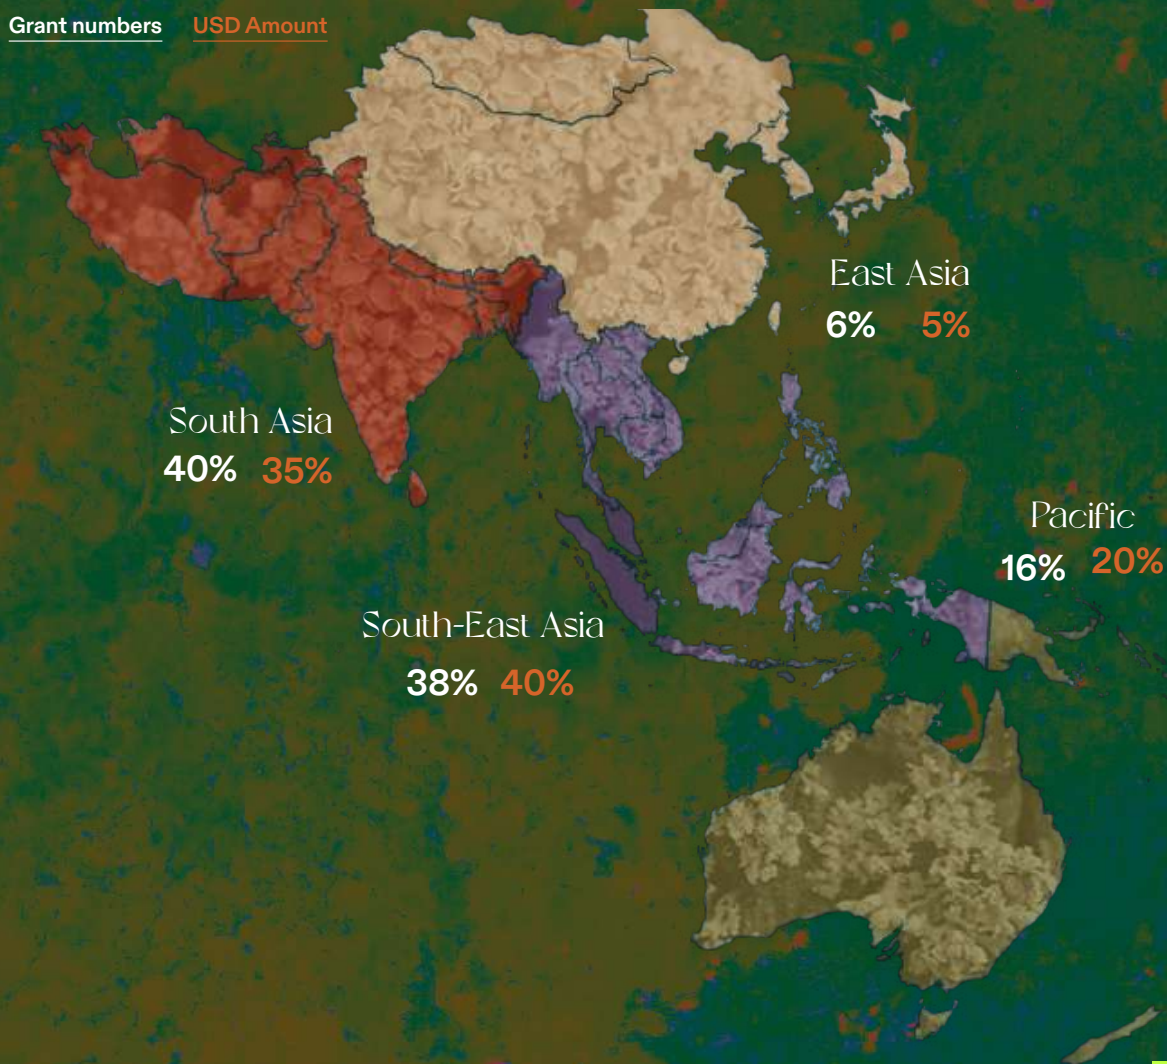 Grant numbers USD Amount
East Asia
6% 5%
South Asia
40% 35%
Pacific
16% 20%
South-East Asia
38% 40%